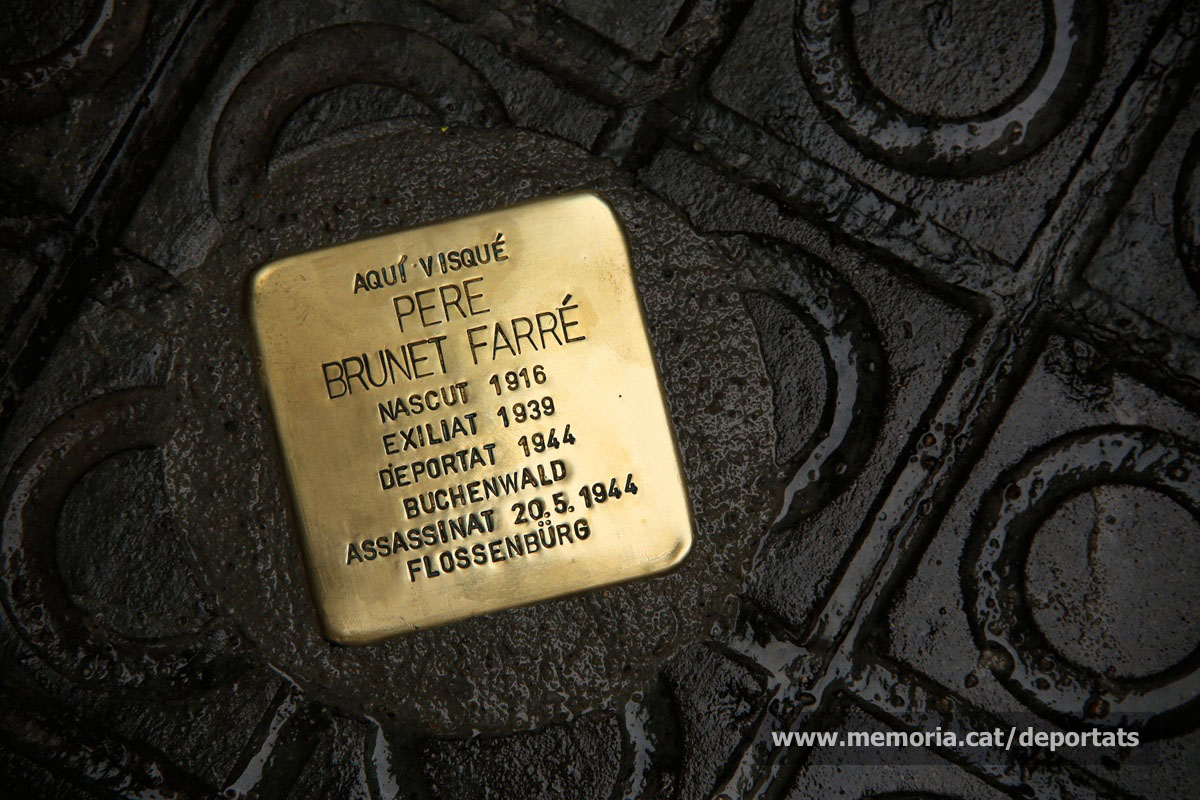 AQUÍ VISQUÉ
PERE
BRUNET FARRÉ
NASCUT 1916
EXILIAT 1939
DEPORTAT 1944
BUCHENWALD
ASSASSINAT 20.5.1944
FLOSSENBÜRG
www.memoria.cat/deportats